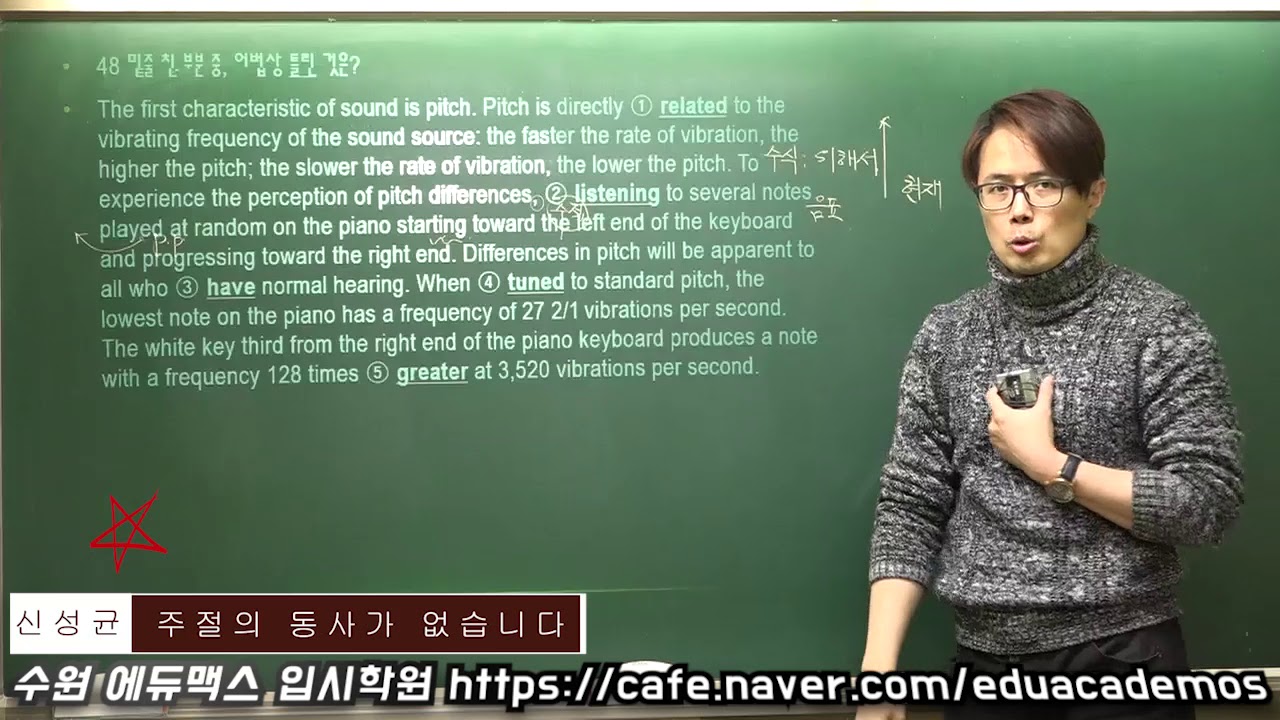 48 밑줄 친 부분 중, 어법상 틀린 것은?
The first characteristic of sound is pitch. Pitch is directly ① related to the
vibrating frequency of the sound source: the faster the rate of vibration, the
higher the pitch; the slower the rate of vibration, the lower the pitch. To
experience the perception of pitch differences, ② listening to several notes
played at random on the piano starting toward the left end of the keyboard
and progressing toward the right end. Differences in pitch will be apparent to
all who ③ have normal hearing. When ④ tuned to standard pitch, the
lowest note on the piano has a frequency of 27 2/1 vibrations per second.
The white key third from the right end of the piano keyboard produces a note
with a frequency 128 times ⑤ greater at 3,520 vibrations per second.
수식:
현재
음표
p.p
신성균 주절의 동사가 없습니다
수원 에듀맥스 입시학원 https://cafe.naver.com/eduacademos